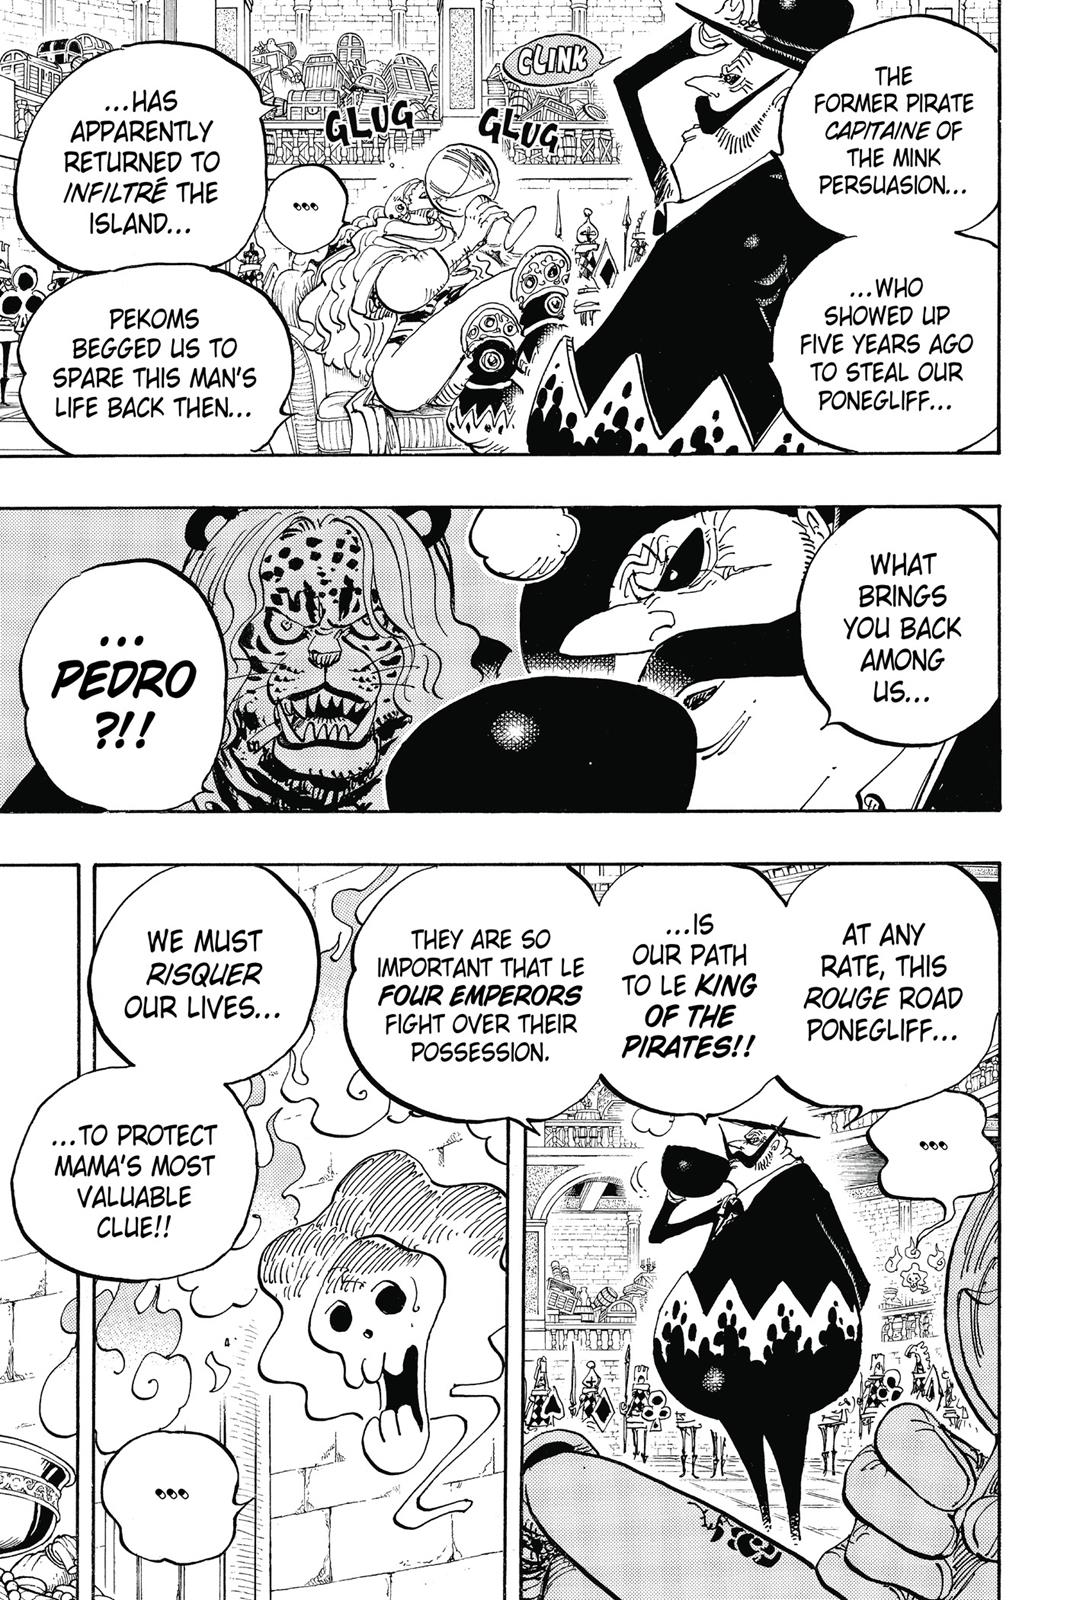 CLINK
THE
FORMER PIRATE
CAPITAINE OF
THE MINK
PERSUASION...
...WHO
SHOWED UP
FIVE YEARS AGO
TO STEAL OUR
PONEGLIFF...
GLUG
GLUG
...
...HAS
APPARENTLY
RETURNED TO
INFILTRÉ THE
ISLAND...
PEKOMS
BEGGED US TO
SPARE THIS MAN'S
LIFE BACK THEN...
WHAT
BRINGS
YOU BACK
AMONG
US...
...
PEDRO
?!!
AT ANY
RATE, THIS
ROUGE ROAD
PONEGLIFF...
...IS
OUR PATH
TO LE KING
OF THE
PIRATES!!
THEY ARE SO
IMPORTANT THAT LE
FOUR EMPERORS
FIGHT OVER THEIR
POSSESSION.
...
WE MUST
RISQUER
OUR LIVES...
...TO PROTECT
MAMA'S MOST
VALUABLE
CLUE!!
...